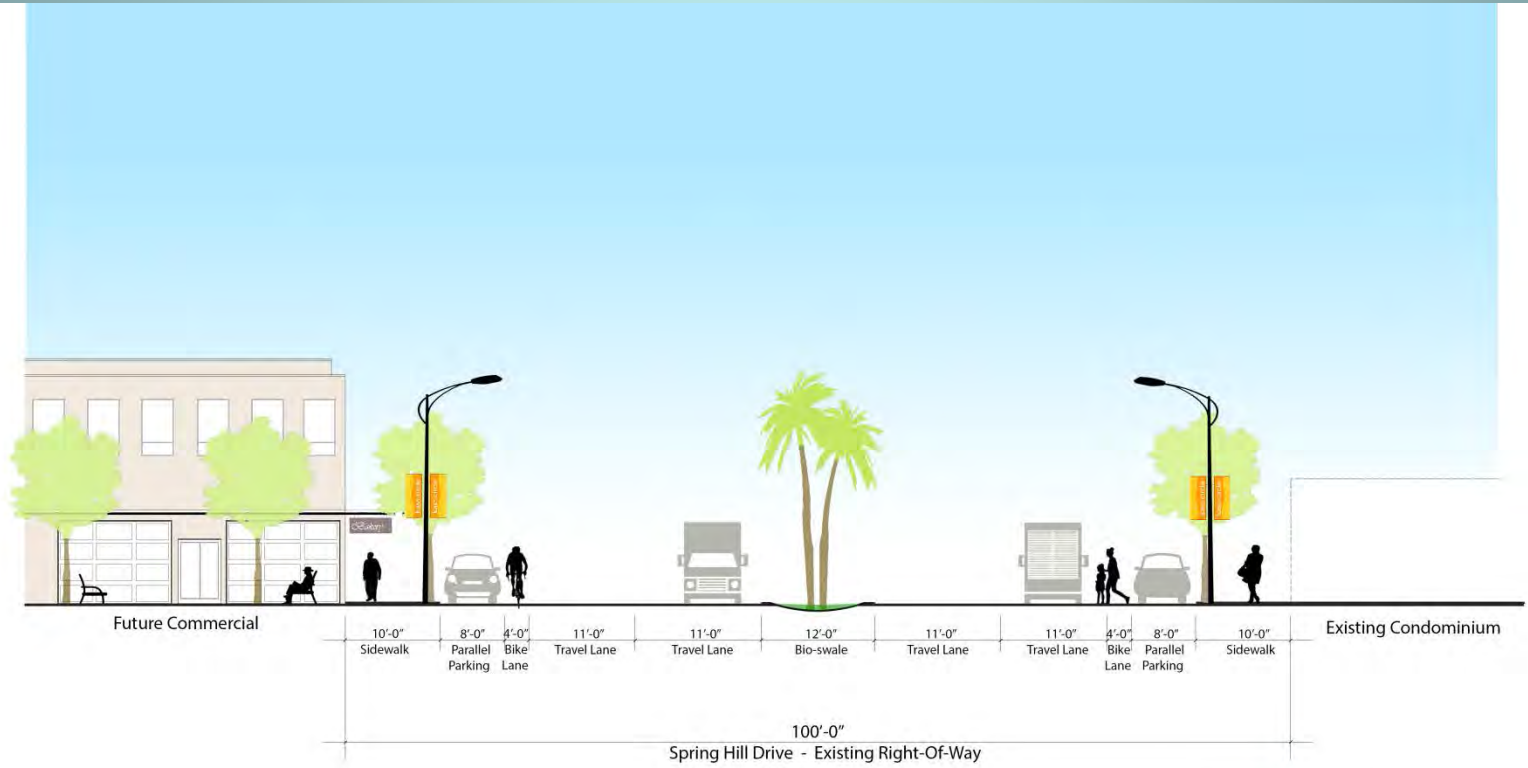 Bakery
Future Commercial
Existing Condominium
10'-0"
Sidewalk
8'-0"
Parallel
Parking
4'-0"
Bike
Lane
11'-0"
Travel Lane
11'-0"
Travel Lane
12'-0"
Bio-swale
11'-0"
Travel Lane
11'-0"
Travel Lane
4'-0"
Bike
Lane
8'-0"
Parallel
Parking
10'-0"
Sidewalk
100'-0"
Spring Hill Drive - Existing Right-Of-Way